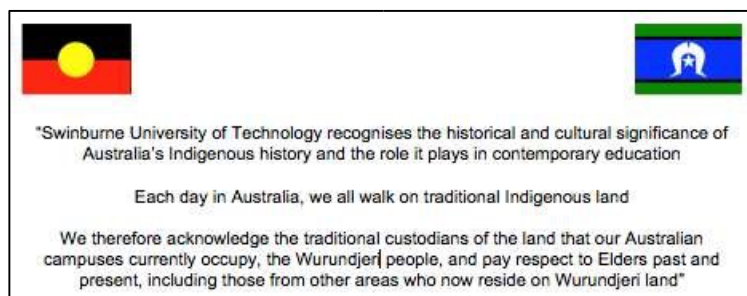 "Swinburne University of Technology recognises the historical and cultural significance of
Australia's Indigenous history and the role it plays in contemporary education
Each day in Australia, we all walk on traditional Indigenous land
We therefore acknowledge the traditional custodians of the land that our Australian
campuses currently occupy, the Wurundjeri people, and pay respect to Elders past and
present, including those from other areas who now reside on Wurundjeri land"